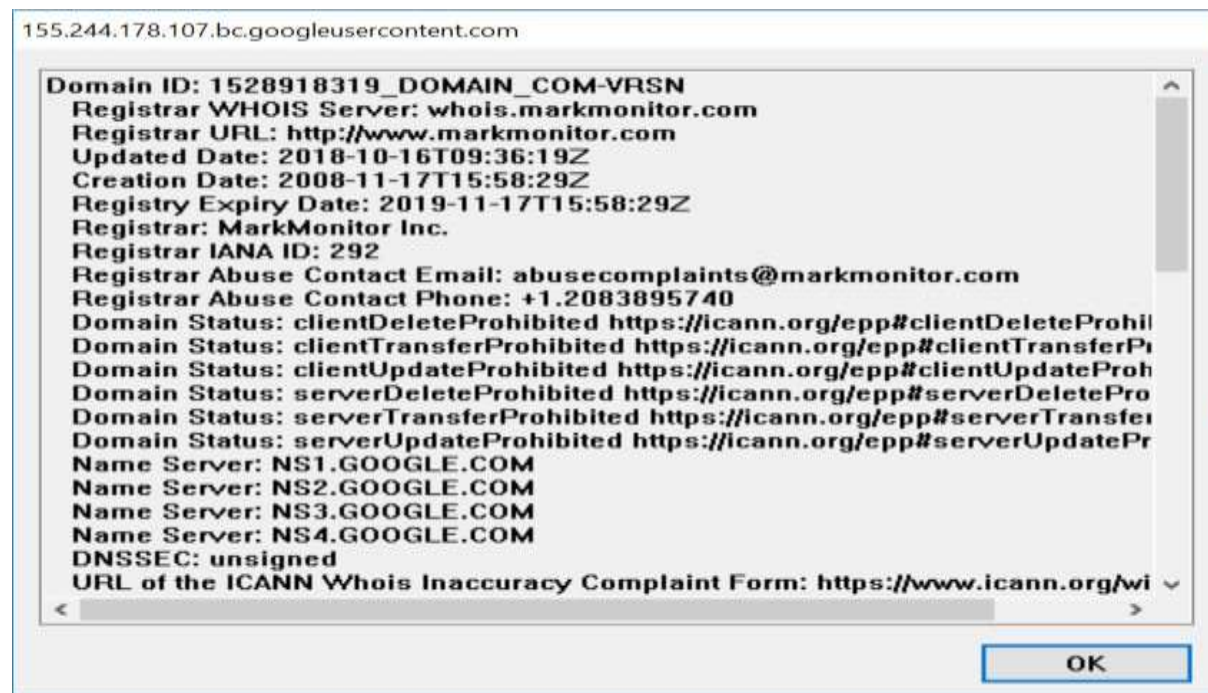 155.244.178.107.bc.googleusercontent.com
Domain ID: 1528918319_DOMAIN_COM-VRSN
Registrar WHOIS Server: whois.markmonitor.com
Registrar URL: http://www.markmonitor.com
Updated Date: 2018-10-16T09:36:19Z
Creation Date: 2008-11-17T15:58:29Z
Registry Expiry Date: 2019-11-17T15:58:29Z
Registrar: MarkMonitor Inc.
Registrar IANA ID: 292
Registrar Abuse Contact Email: abusecomplaints@markmonitor.com
Registrar Abuse Contact Phone: +1.2083895740
Domain Status: clientDeleteProhibited https://icann.org/epp#clientDeleteProhil
Domain Status: clientTransferProhibited https://icann.org/epp#clientTransferPr
Domain Status: clientUpdateProhibited https://icann.org/epp#clientUpdateProh
Domain Status: serverDeleteProhibited https://icann.org/epp#serverDeletePro
Domain Status: serverTransferProhibited https://icann.org/epp#serverTransfer
Domain Status: serverUpdateProhibited https://icann.org/epp#serverUpdatePr
Name Server: NS1.GOOGLE.COM
Name Server: NS2.GOOGLE.COM
Name Server: NS3.GOOGLE.COM
Name Server: NS4.GOOGLE.COM
DNSSEC: unsigned
URL of the ICANN Whois Inaccuracy Complaint Form: https://www.icann.org/wi
OK